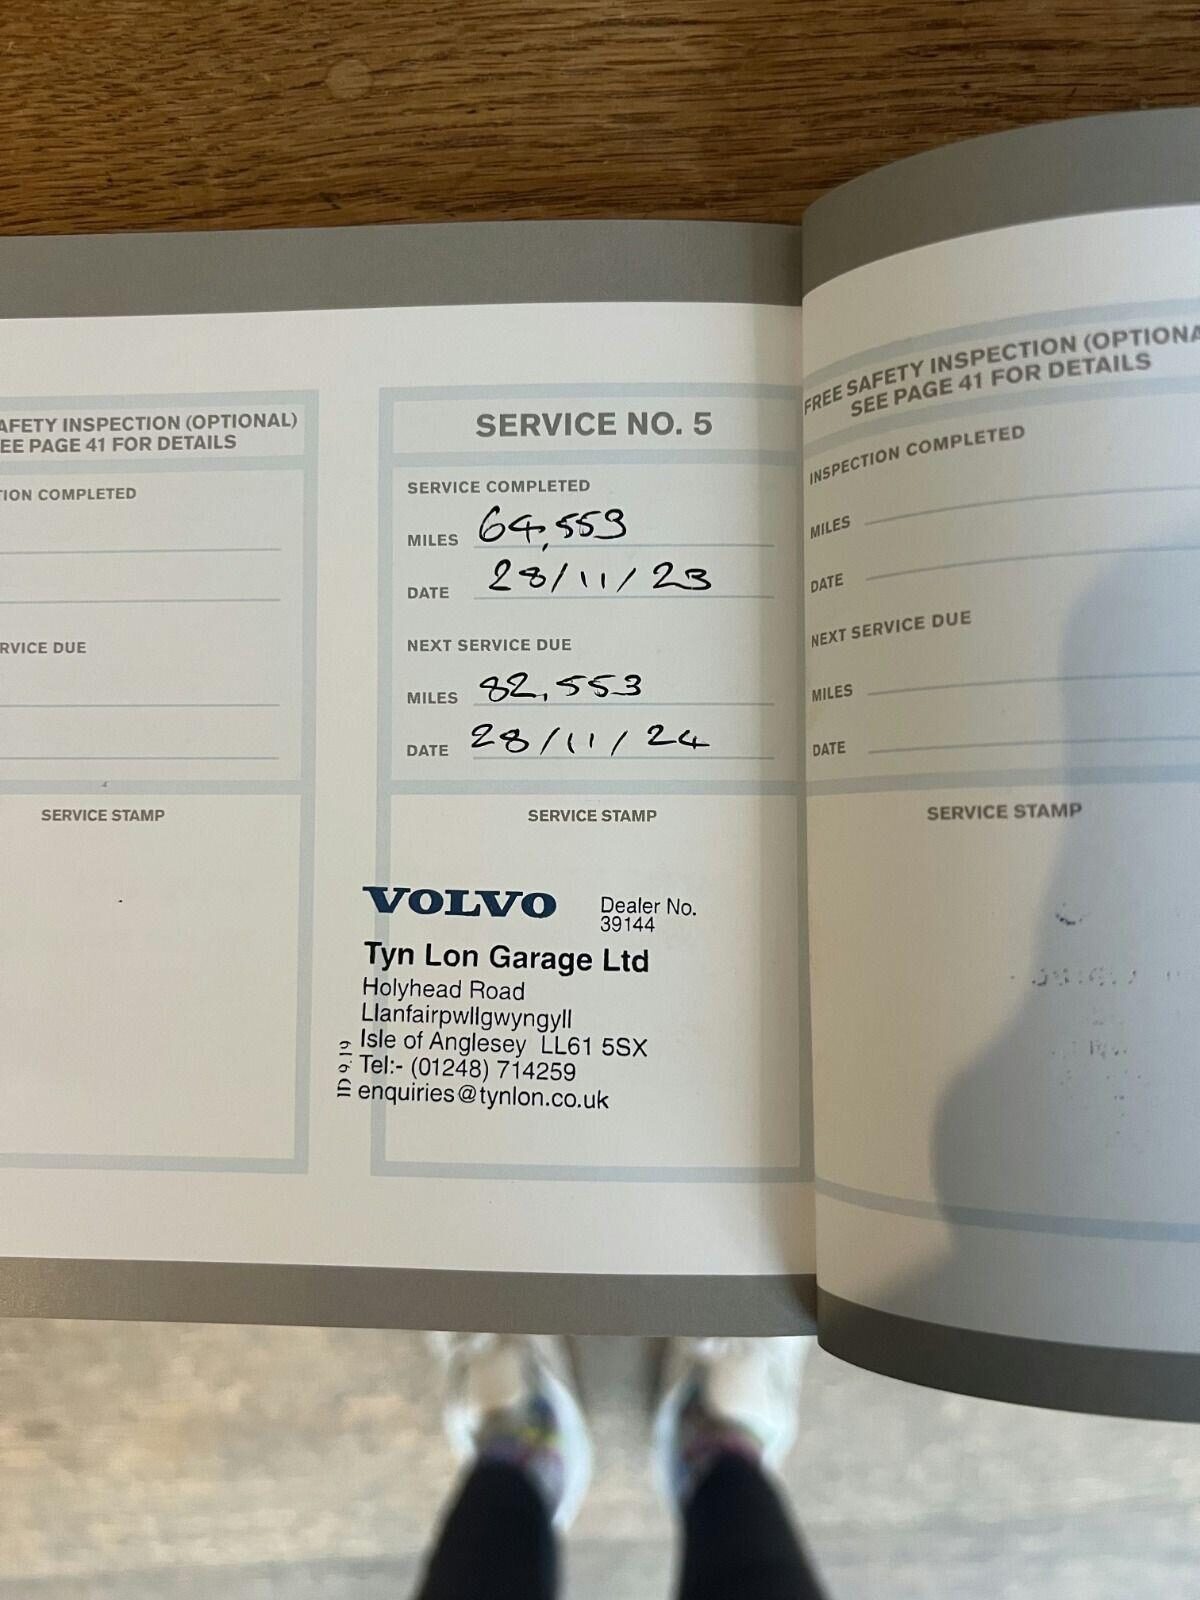 AFETY INSPECTION (OPTIONAL)
EE PAGE 41 FOR DETAILS
TION COMPLETED
RVICE DUE
SERVICE STAMP
SERVICE NO. 5
SERVICE COMPLETED
MILES 64,553
DATE 28/11/23
NEXT SERVICE DUE
MILES 82,553
DATE 28/11/24
SERVICE STAMP
VOLVO
Dealer No.
39144
Tyn Lon Garage Ltd
Holyhead Road
Llanfairpwllgwyngyll
Isle of Anglesey LL61 5SX
Tel:- (01248) 714259
enquiries@tynlon.co.uk
FREE SAFETY INSPECTION (OPTIONA
SEE PAGE 41 FOR DETAILS
INSPECTION COMPLETED
MILES
DATE
NEXT SERVICE DUE
MILES
DATE
SERVICE STAMP